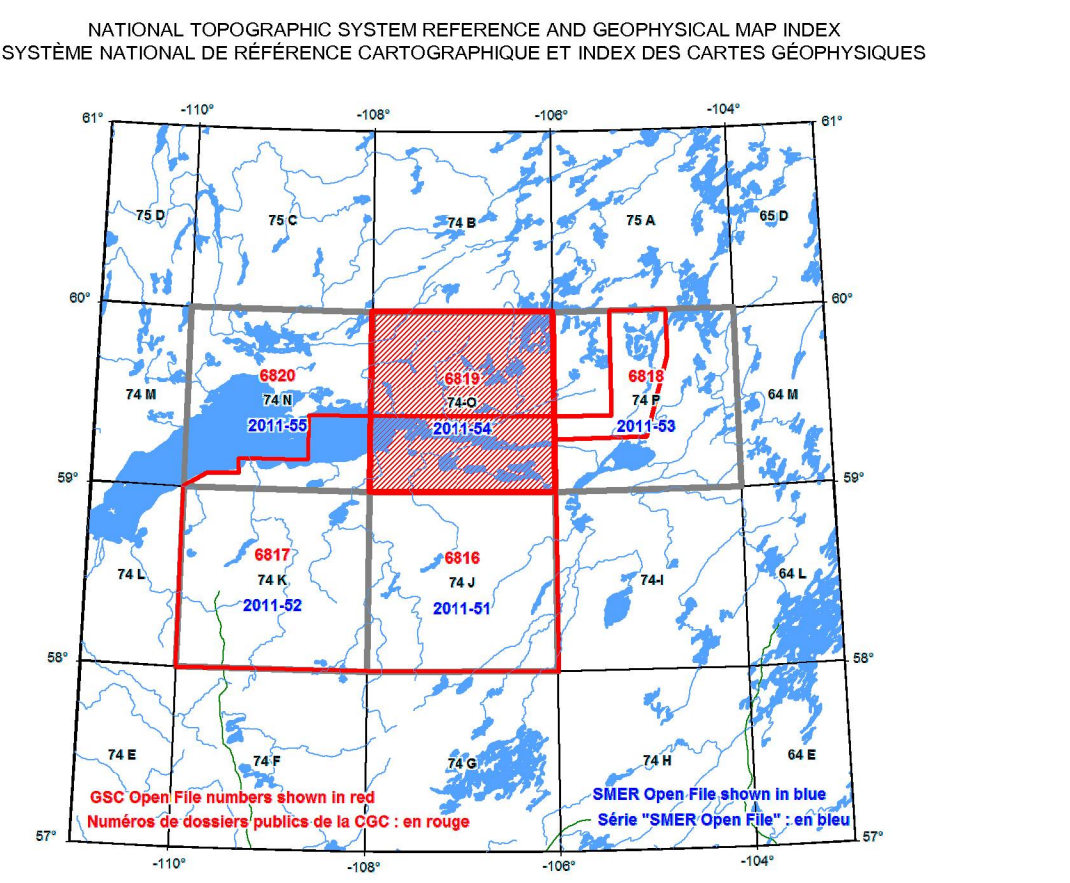 NATIONAL TOPOGRAPHIC SYSTEM REFERENCE AND GEOPHYSICAL MAP INDEX
SYSTÈME NATIONAL DE RÉFÉRENCE CARTOGRAPHIQUE ET INDEX DES CARTES GÉOPHYSIQUES
-110° -108° -106° -104°
61° 61°
75 D 75 C 74 B 75 A 65 D
60° 60°
6820 6819 6818
74 M 74 N 74-O 74 P 64 M
2011-55 2011-54 2011-53
59° 59°
6817 6816
74 L 74 K 74 J 74-I 64 L
2011-52 2011-51
58° 58°
74 E 74 F 74 G 74 H 64 E
GSC Open File numbers shown in red SMER Open File shown in blue
Numéros de dossiers publics de la CGC : en rouge Série "SMER Open File" : en bleu
57° 57°
-110° -108° -106° -104°